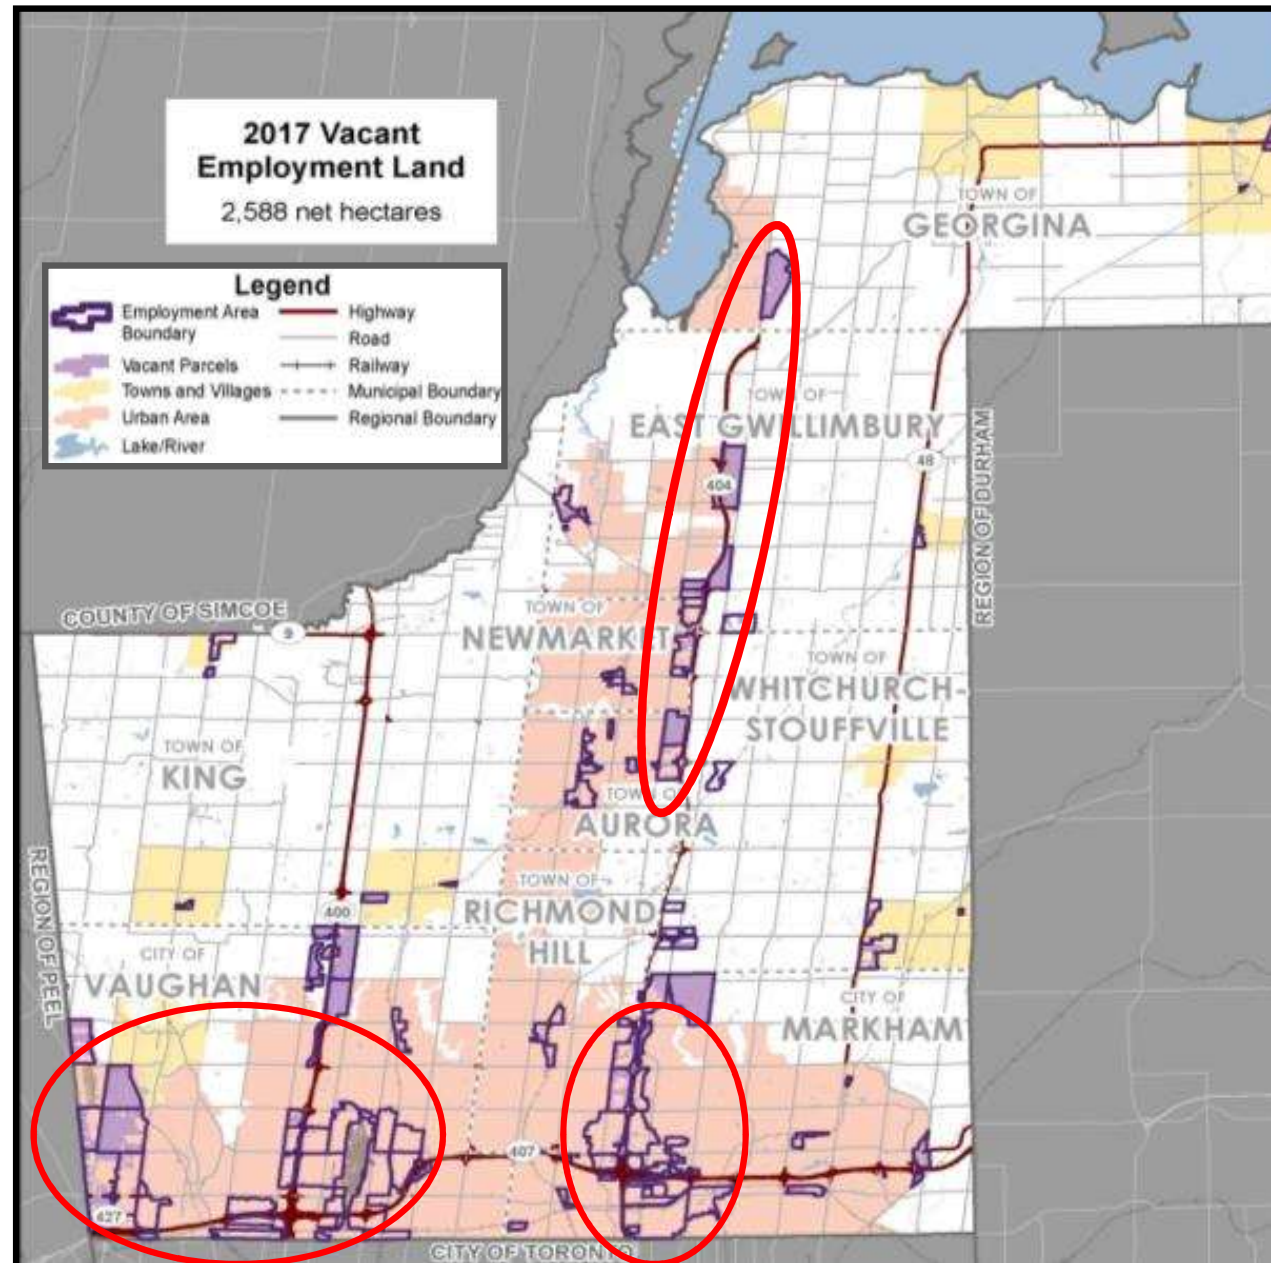 2017 Vacant
Employment Land
2,588 net hectares
Legend
Employment Area
Boundary
Vacant Parcels
Towns and Villages
Urban Area
Lake/River
Highway
Road
Railway
Municipal Boundary
Regional Boundary
TOWN OF
GEORGINA
TOWN OF
EAST GWILLIMBURY
404
48
REGION OF DURHAM
COUNTY OF SIMCOE
9
TOWN OF
NEWMARKET
TOWN OF
WHITCHURCH-
STOUFFVILLE
TOWN OF
KING
TOWN OF
AURORA
REGION OF PEEL
400
TOWN OF
RICHMOND
HILL
CITY OF
VAUGHAN
CITY OF
MARKHAM
407
427
CITY OF TORONTO